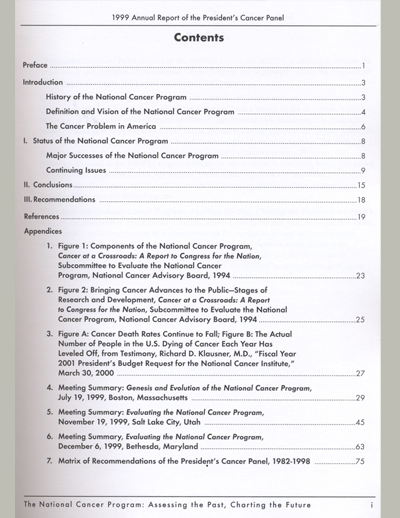 1999 Annual Report of the President's Cancer Panel
Contents
Preface ........ 1
Introduction ........ 3
History of the National Cancer Program ........ 3
Definition and Vision of the National Cancer Program ........ 4
The Cancer Problem in America ........ 6
I. Status of the National Cancer Program ........ 8
Major Successes of the National Cancer Program ........ 8
Continuing Issues ........ 9
II. Conclusions ........ 15
III. Recommendations ........ 18
References ........ 19
Appendices
1. Figure 1: Components of the National Cancer Program,
Cancer at a Crossroads: A Report to Congress for the Nation,
Subcommittee to Evaluate the National Cancer
Program, National Cancer Advisory Board, 1994 ........ 23
2. Figure 2: Bringing Cancer Advances to the Public—Stages of
Research and Development, Cancer at a Crossroads: A Report
to Congress for the Nation, Subcommittee to Evaluate the National
Cancer Program, National Cancer Advisory Board, 1994 ........ 25
3. Figure A: Cancer Death Rates Continue to Fall; Figure B: The Actual
Number of People in the U.S. Dying of Cancer Each Year Has
Leveled Off, from Testimony, Richard D. Klausner, M.D., "Fiscal Year
2001 President's Budget Request for the National Cancer Institute,"
March 30, 2000 ........ 27
4. Meeting Summary: Genesis and Evolution of the National Cancer Program,
July 19, 1999, Boston, Massachusetts ........ 29
5. Meeting Summary: Evaluating the National Cancer Program,
November 19, 1999, Salt Lake City, Utah ........ 45
6. Meeting Summary, Evaluating the National Cancer Program,
December 6, 1999, Bethesda, Maryland ........ 63
7. Matrix of Recommendations of the President's Cancer Panel, 1982-1998 ........ 75
The National Cancer Program: Assessing the Past, Charting the Future i